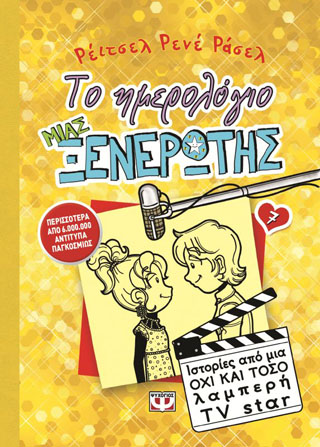 Ρέιτσελ Ρενέ Ράσελ
Το ημερολόγιο
ΜΙΑΣ
ΞΕΝΕΡΩΤΗΣ
ΠΕΡΙΣΣΟΤΕΡΑ
ΑΠΟ 6.000.000
ΑΝΤΙΤΥΠΑ
ΠΑΓΚΟΣΜΙΩΣ
7
Ιστορίες από μια
ΟΧΙ ΚΑΙ ΤΟΣΟ
λαμπερή
TV star
ΨΥΧΟΓΙΟΣ